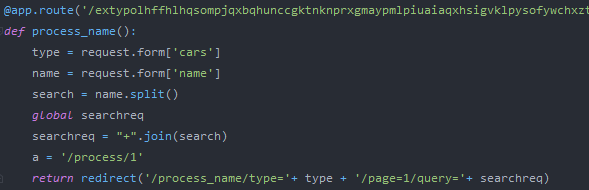 @app.route('/extypolhffhlhqsompjqxbqhunccgktnknprxgmaypmlpiuaiaqxhsigvklpysofywchxzt
def process_name():
type = request.form['cars']
name = request.form['name']
search = name.split()
global searchreq
searchreq = "+".join(search)
a = '/process/1'
return redirect('/process_name/type='+ type + '/page=1/query='+ searchreq)